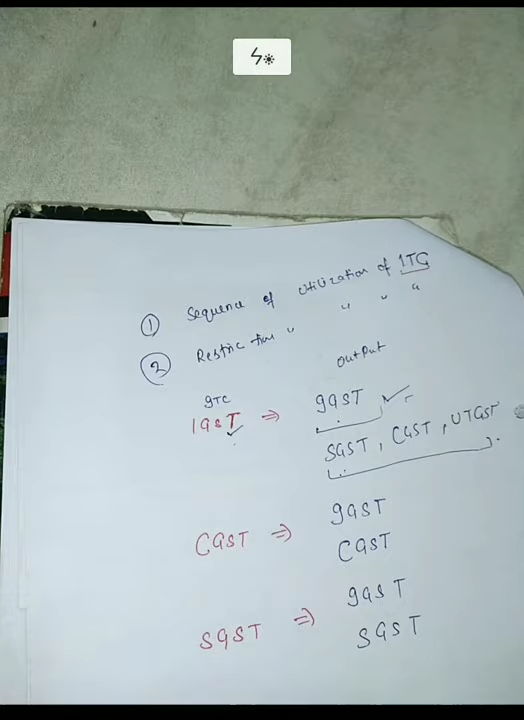 ① Sequence of utilization of ITC
② Restriction " " " "
ITC output
IGST ⇒ IGST ✓
SGST, CGST, UTGST
CGST ⇒ IGST
CGST
SGST ⇒ IGST
SGST